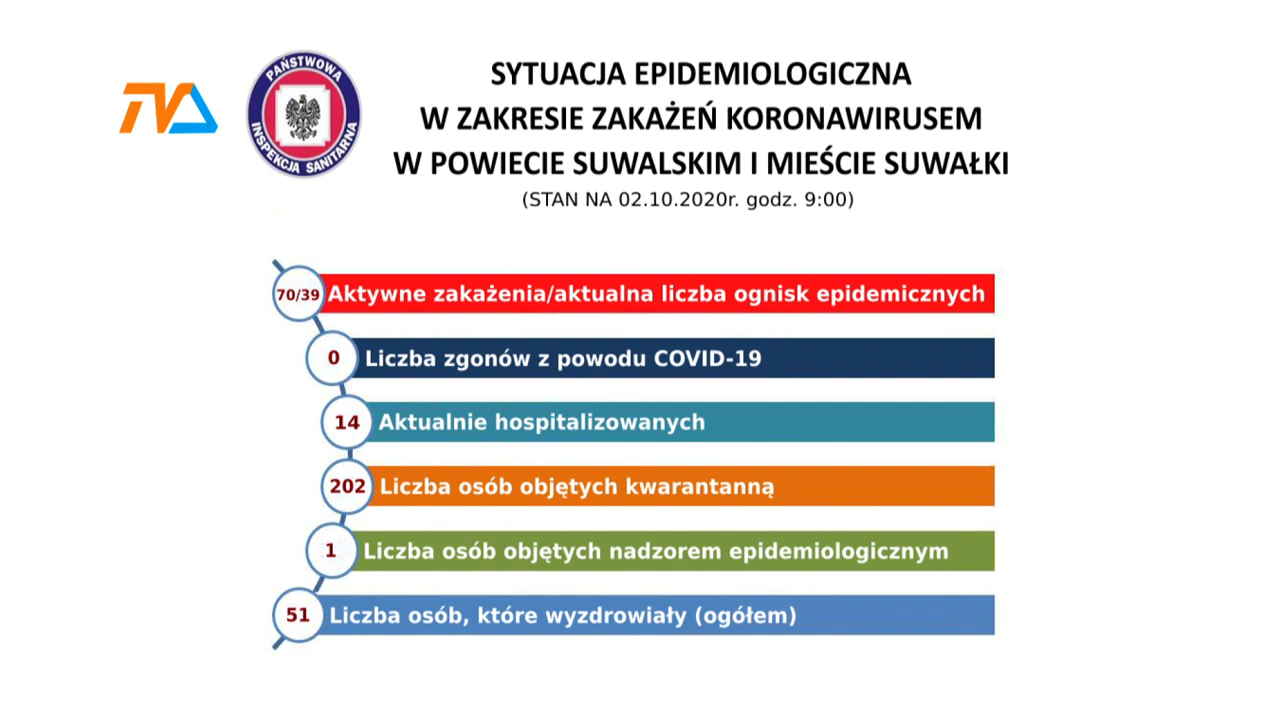 TVA
PAŃSTWOWA
INSPEKCJA SANITARNA
SYTUACJA EPIDEMIOLOGICZNA
W ZAKRESIE ZAKAŻEŃ KORONAWIRUSEM
W POWIECIE SUWALSKIM I MIEŚCIE SUWAŁKI
(STAN NA 02.10.2020r. godz. 9:00)
70/39 Aktywne zakażenia/aktualna liczba ognisk epidemicznych
0 Liczba zgonów z powodu COVID-19
14 Aktualnie hospitalizowanych
202 Liczba osób objętych kwarantanną
1 Liczba osób objętych nadzorem epidemiologicznym
51 Liczba osób, które wyzdrowiały (ogółem)